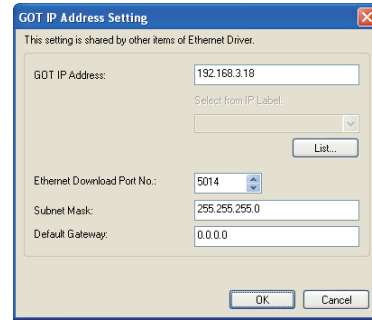 GOT IP Address Setting
This setting is shared by other items of Ethernet Driver.
GOT IP Address: 192.168.3.18
Select from IP Label:
List...
Ethernet Download Port No.: 5014
Subnet Mask: 255.255.255.0
Default Gateway: 0.0.0.0
OK Cancel